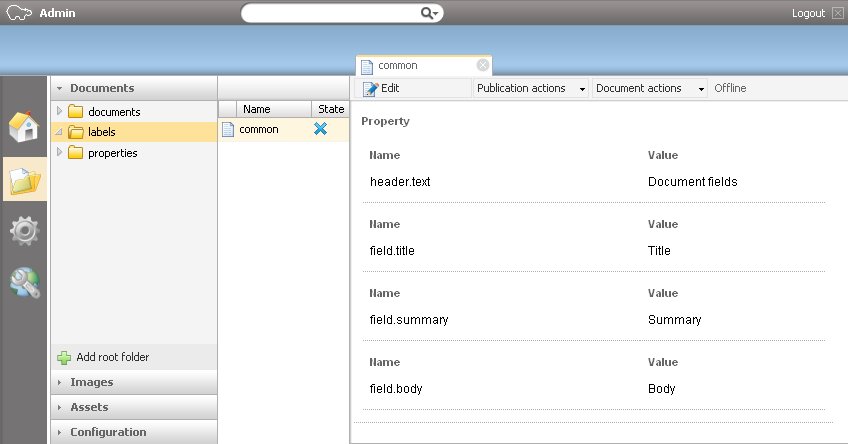 Admin
Logout
common
Documents
Edit
Publication actions
Document actions
Offline
documents
labels
properties
Name State
common
Property
Name Value
header.text Document fields
Name Value
field.title Title
Name Value
field.summary Summary
Name Value
field.body Body
Add root folder
Images
Assets
Configuration